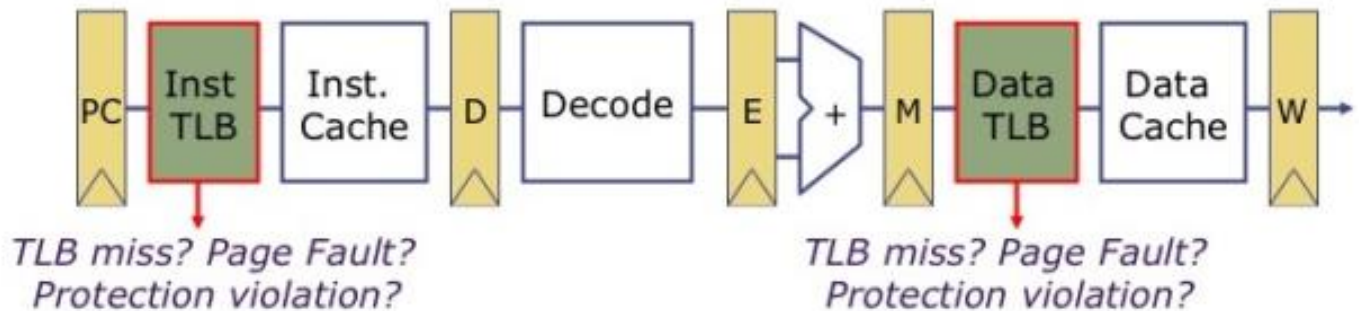 PC
Inst
TLB
Inst.
Cache
D
Decode
E
+
M
Data
TLB
Data
Cache
W
TLB miss? Page Fault?
Protection violation?
TLB miss? Page Fault?
Protection violation?